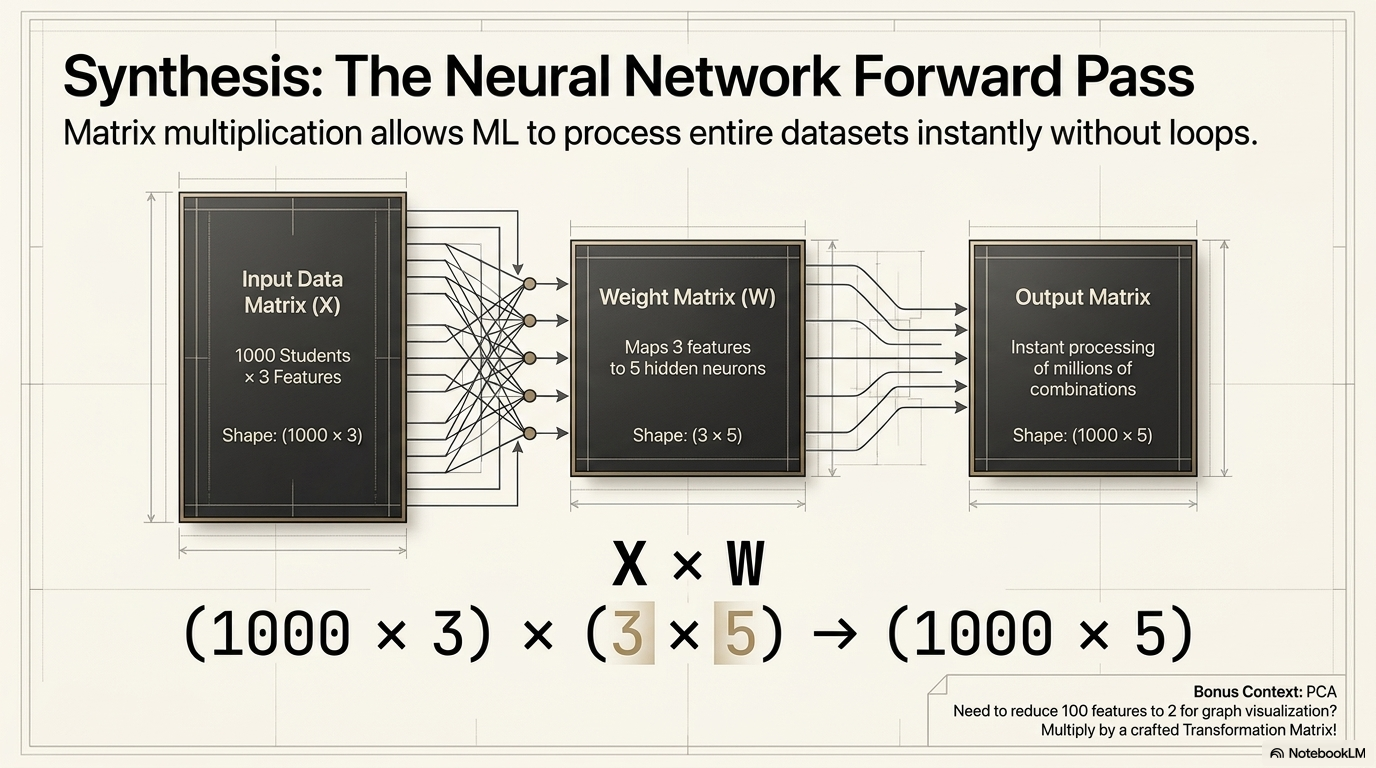 Synthesis: The Neural Network Forward Pass
Matrix multiplication allows ML to process entire datasets instantly without loops.
Input Data
Matrix (X)
1000 Students
× 3 Features
Shape: (1000 × 3)
Weight Matrix (W)
Maps 3 features
to 5 hidden neurons
Shape: (3 × 5)
Output Matrix
Instant processing
of millions of
combinations
Shape: (1000 × 5)
X × W
(1000 × 3) × (3 × 5) → (1000 × 5)
Bonus Context: PCA
Need to reduce 100 features to 2 for graph visualization?
Multiply by a crafted Transformation Matrix!
NotebookLM